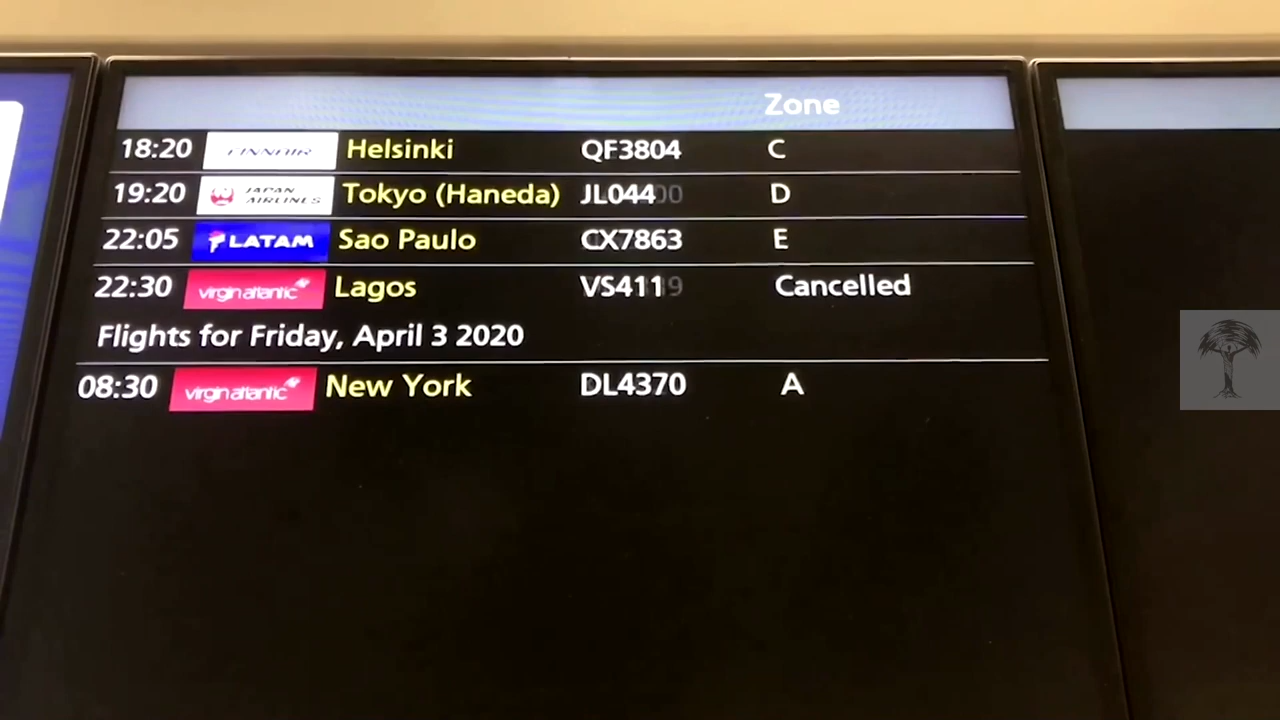 Zone
18:20 FINNAIR Helsinki QF3804 C
19:20 JAPAN AIRLINES Tokyo (Haneda) JL044 D
22:05 LATAM Sao Paulo CX7863 E
22:30 virgin atlantic Lagos VS411 Cancelled
Flights for Friday, April 3 2020
08:30 virgin atlantic New York DL4370 A